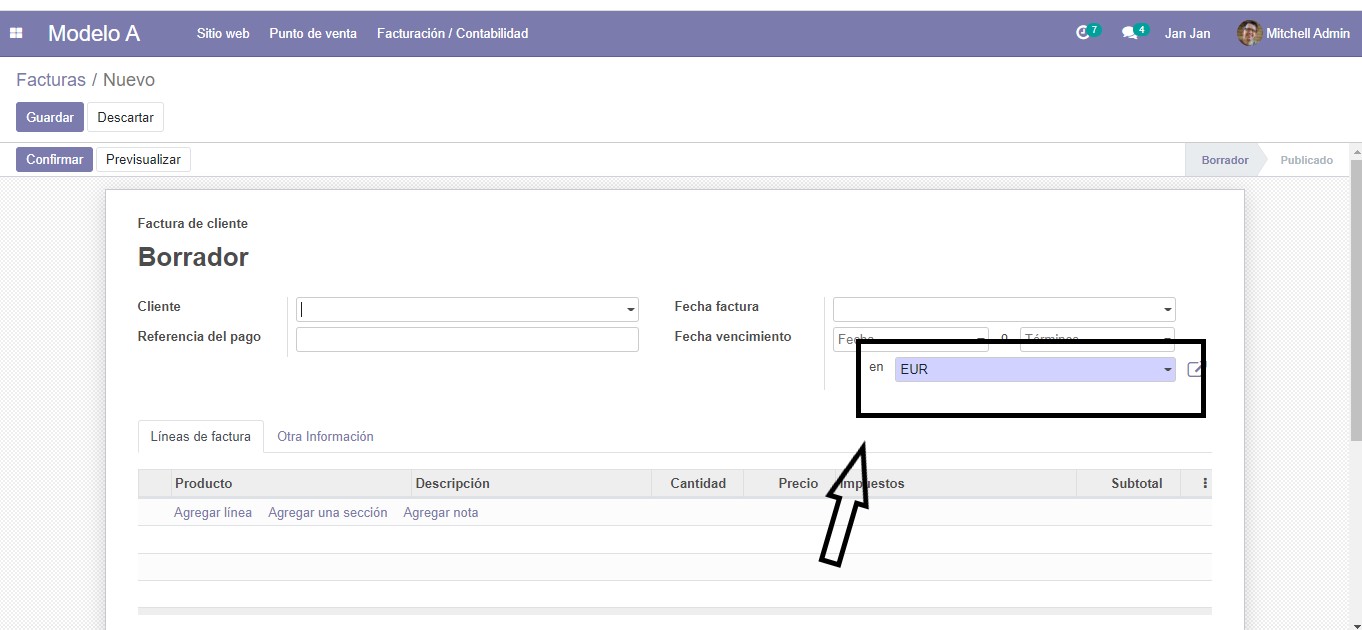 Modelo A Sitio web Punto de venta Facturación / Contabilidad 7 4 Jan Jan Mitchell Admin
Facturas / Nuevo
Guardar Descartar
Confirmar Previsualizar Borrador Publicado
Factura de cliente
Borrador
Cliente Fecha factura
Referencia del pago Fecha vencimiento Fecha o Términos
en EUR
Líneas de factura Otra Información
Producto Descripción Cantidad Precio Impuestos Subtotal
Agregar línea Agregar una sección Agregar nota